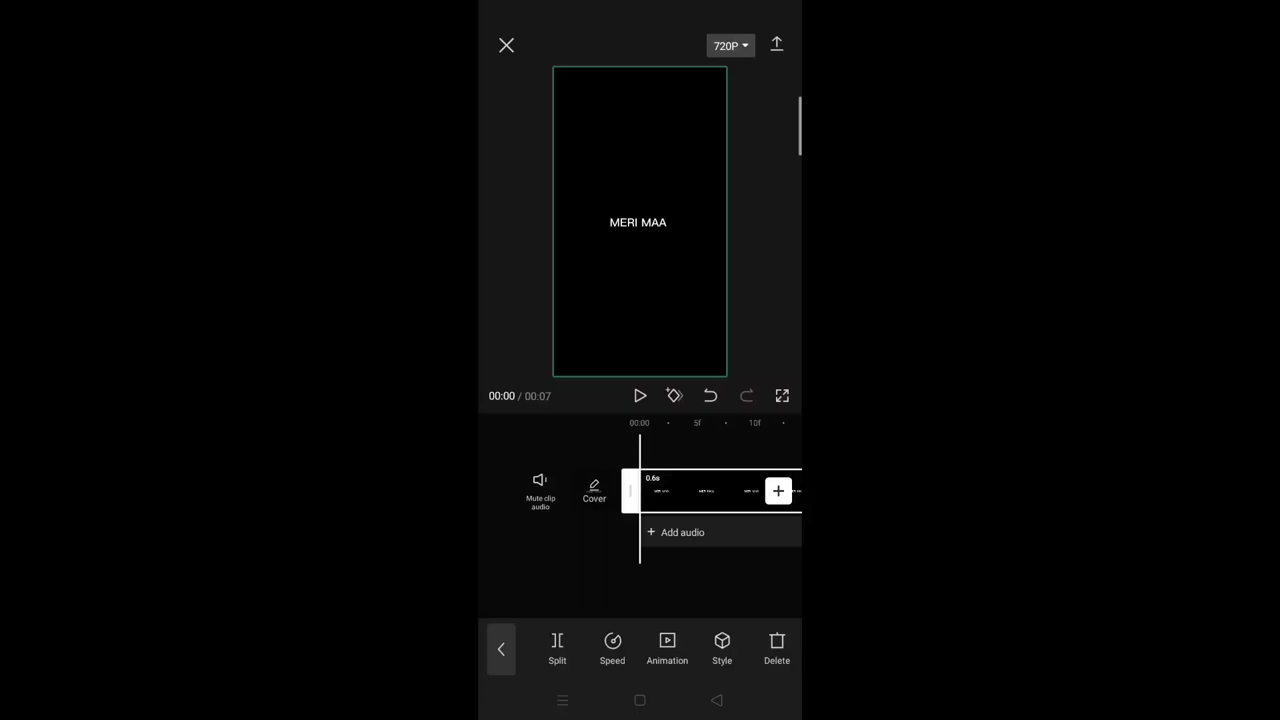 720P
MERI MAA
00:00 / 00:07
00:00 5f 10f
0.6s
Mute clip
audio
Cover
+ Add audio
Split Speed Animation Style Delete